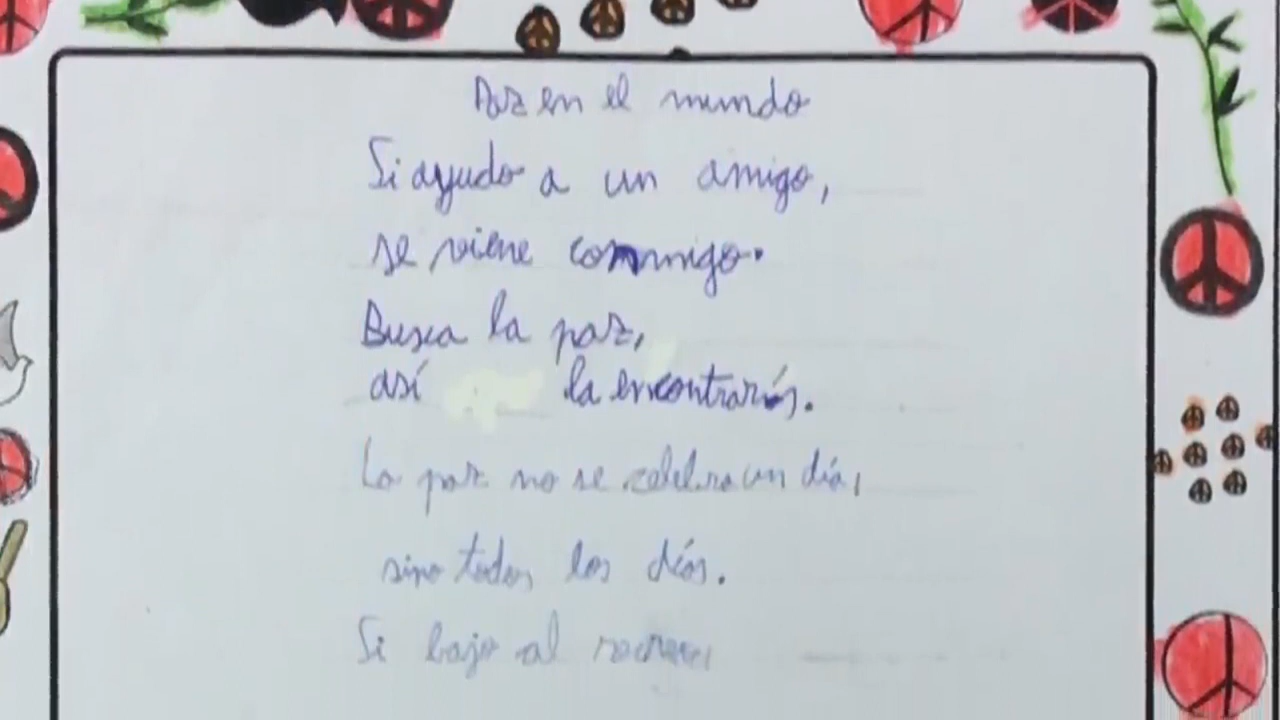 Paz en el mundo
Si ayudo a un amigo,
se viene conmigo.
Busca la paz,
así la encontrarás.
La paz no se celebra un día,
sino todos los días.
Si bajo al